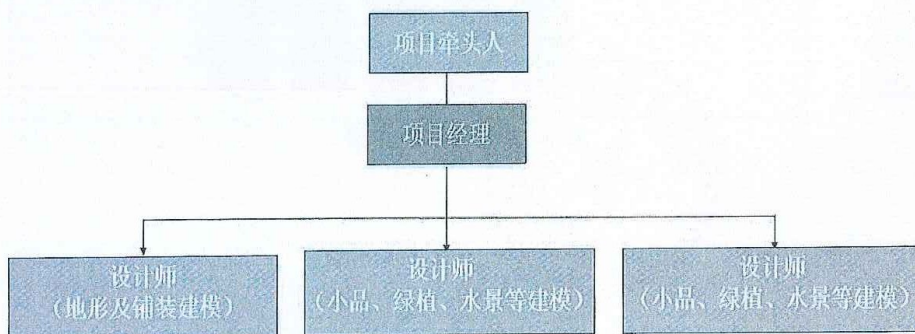 项目牵头人
项目经理
设计师
（地形及铺装建模）
设计师
（小品、绿植、水景等建模）
设计师
（小品、绿植、水景等建模）